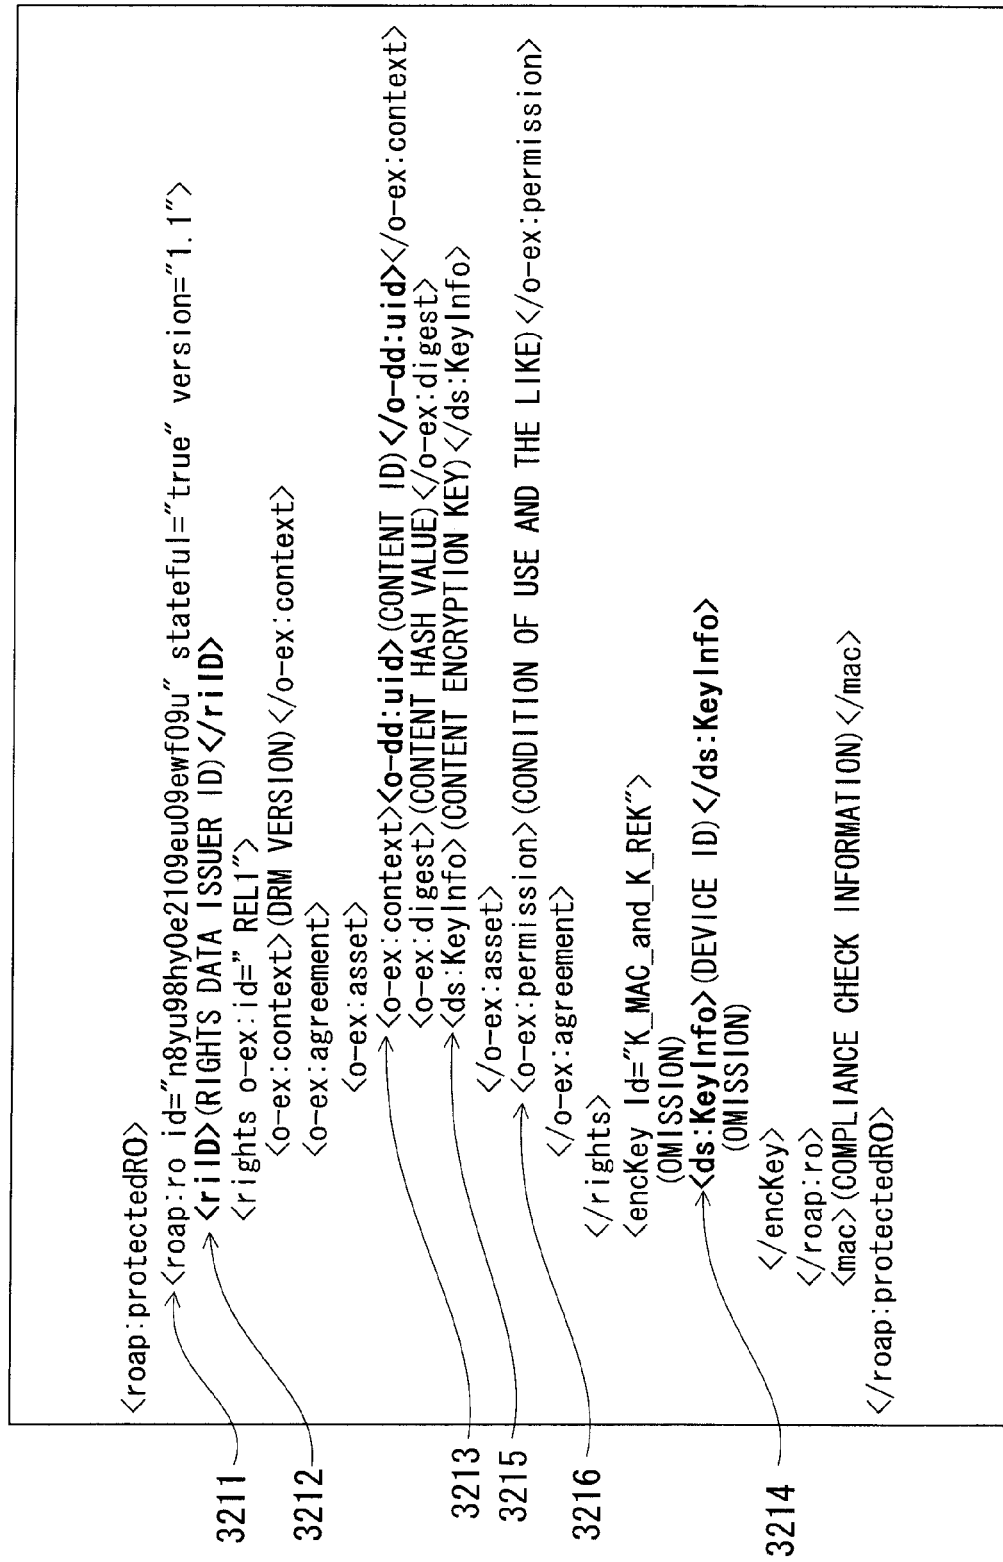 <roap:protectedRO>
3211 <roap:ro id="n8yu98hy0e2109eu09ewf09u" stateful="true" version="1.1">
3212 <riID>(RIGHTS DATA ISSUER ID)</riID>
<rights o-ex:id=" REL1">
<o-ex:context>(DRM VERSION)</o-ex:context>
<o-ex:agreement>
<o-ex:asset>
3213 <o-ex:context><o-dd:uid>(CONTENT ID)</o-dd:uid></o-ex:context>
<o-ex:digest>(CONTENT HASH VALUE)</o-ex:digest>
3215 <ds:KeyInfo>(CONTENT ENCRYPTION KEY)</ds:KeyInfo>
</o-ex:asset>
3216 <o-ex:permission>(CONDITION OF USE AND THE LIKE)</o-ex:permission>
</o-ex:agreement>
</rights>
<encKey Id="K_MAC_and_K_REK">
(OMISSION)
3214 <ds:KeyInfo>(DEVICE ID)</ds:KeyInfo>
(OMISSION)
</encKey>
</roap:ro>
<mac>(COMPLIANCE CHECK INFORMATION)</mac>
</roap:protectedRO>